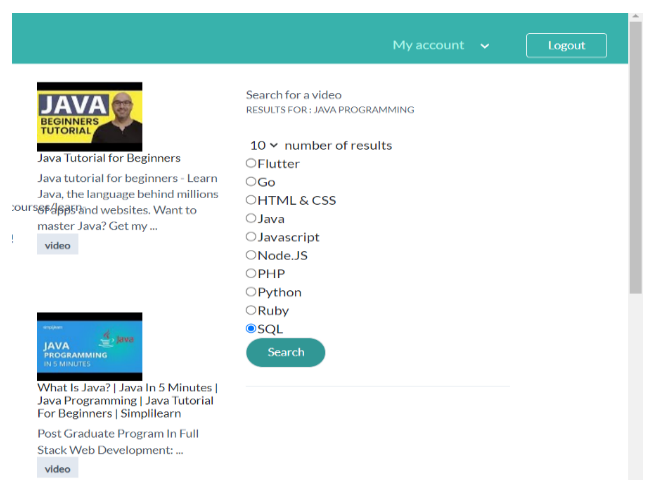 My account
Logout
JAVA
BEGINNERS
TUTORIAL
Java Tutorial for Beginners
Java tutorial for beginners - Learn
Java, the language behind millions
of apps and websites. Want to
courses/learn
master Java? Get my ...
video
JAVA
PROGRAMMING
IN 5 MINUTES
Java
What Is Java? | Java In 5 Minutes |
Java Programming | Java Tutorial
For Beginners | Simplilearn
Post Graduate Program In Full
Stack Web Development: ...
video
Search for a video
RESULTS FOR : JAVA PROGRAMMING
10 number of results
Flutter
Go
HTML & CSS
Java
Javascript
Node.JS
PHP
Python
Ruby
SQL
Search